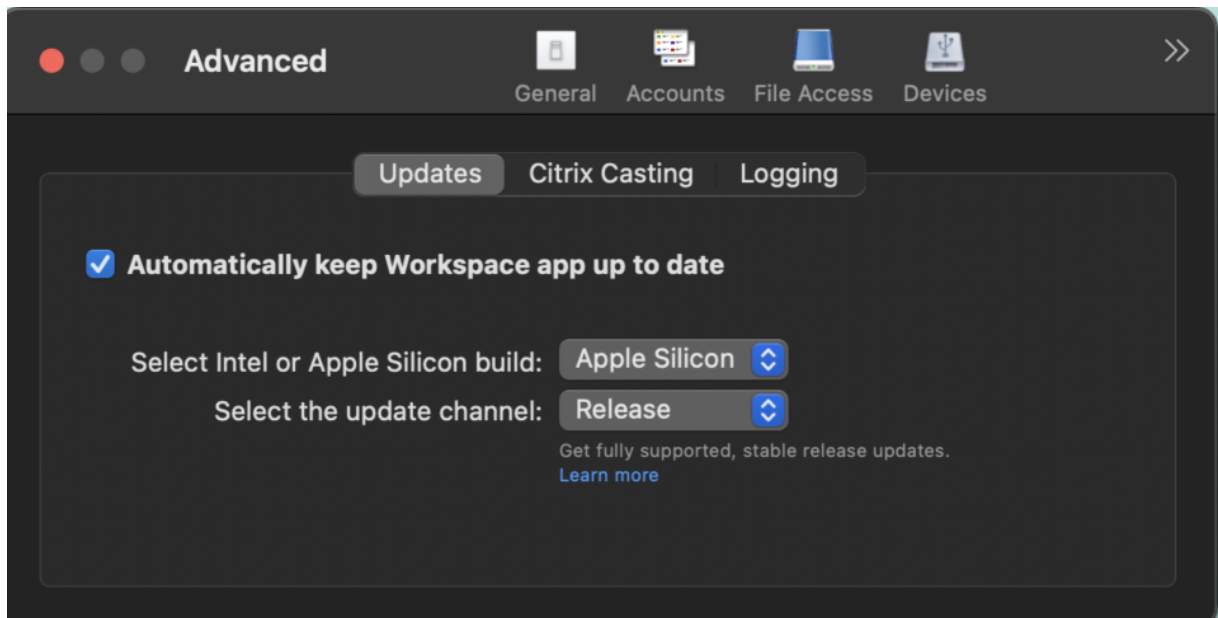 Advanced
General Accounts File Access Devices
Updates Citrix Casting Logging
Automatically keep Workspace app up to date
Select Intel or Apple Silicon build: Apple Silicon
Select the update channel: Release
Get fully supported, stable release updates.
Learn more